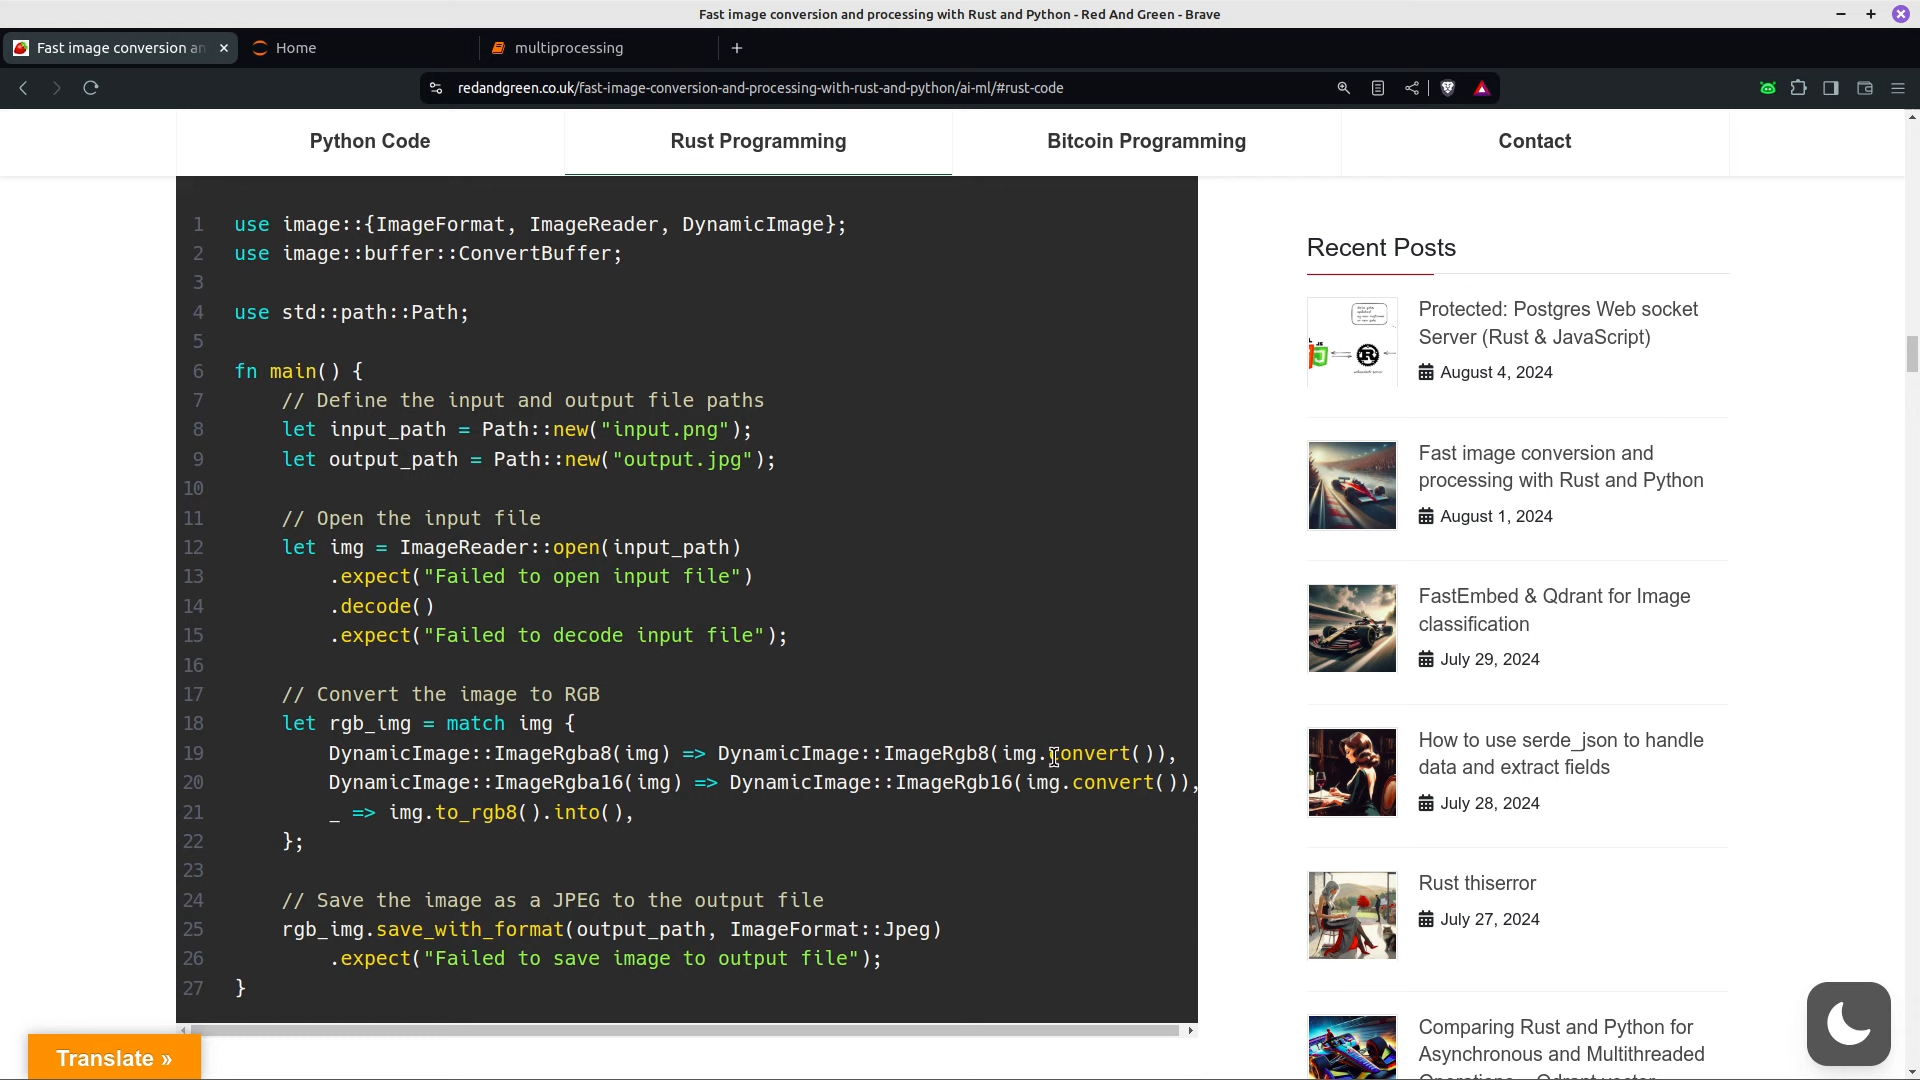 Fast image conversion and processing with Rust and Python - Red And Green - Brave
Fast image conversion an
Home
multiprocessing
redandgreen.co.uk/fast-image-conversion-and-processing-with-rust-and-python/ai-ml/#rust-code
Python Code
Rust Programming
Bitcoin Programming
Contact
1 use image::{ImageFormat, ImageReader, DynamicImage};
2 use image::buffer::ConvertBuffer;
3
4 use std::path::Path;
5
6 fn main() {
7     // Define the input and output file paths
8     let input_path = Path::new("input.png");
9     let output_path = Path::new("output.jpg");
10
11     // Open the input file
12     let img = ImageReader::open(input_path)
13         .expect("Failed to open input file")
14         .decode()
15         .expect("Failed to decode input file");
16
17     // Convert the image to RGB
18     let rgb_img = match img {
19         DynamicImage::ImageRgba8(img) => DynamicImage::ImageRgb8(img.convert()),
20         DynamicImage::ImageRgba16(img) => DynamicImage::ImageRgb16(img.convert()),
21         _ => img.to_rgb8().into(),
22     };
23
24     // Save the image as a JPEG to the output file
25     rgb_img.save_with_format(output_path, ImageFormat::Jpeg)
26         .expect("Failed to save image to output file");
27 }
Recent Posts
Protected: Postgres Web socket
Server (Rust & JavaScript)
August 4, 2024
Fast image conversion and
processing with Rust and Python
August 1, 2024
FastEmbed & Qdrant for Image
classification
July 29, 2024
How to use serde_json to handle
data and extract fields
July 28, 2024
Rust thiserror
July 27, 2024
Comparing Rust and Python for
Asynchronous and Multithreaded
Operations – Qdrant vector
Translate »